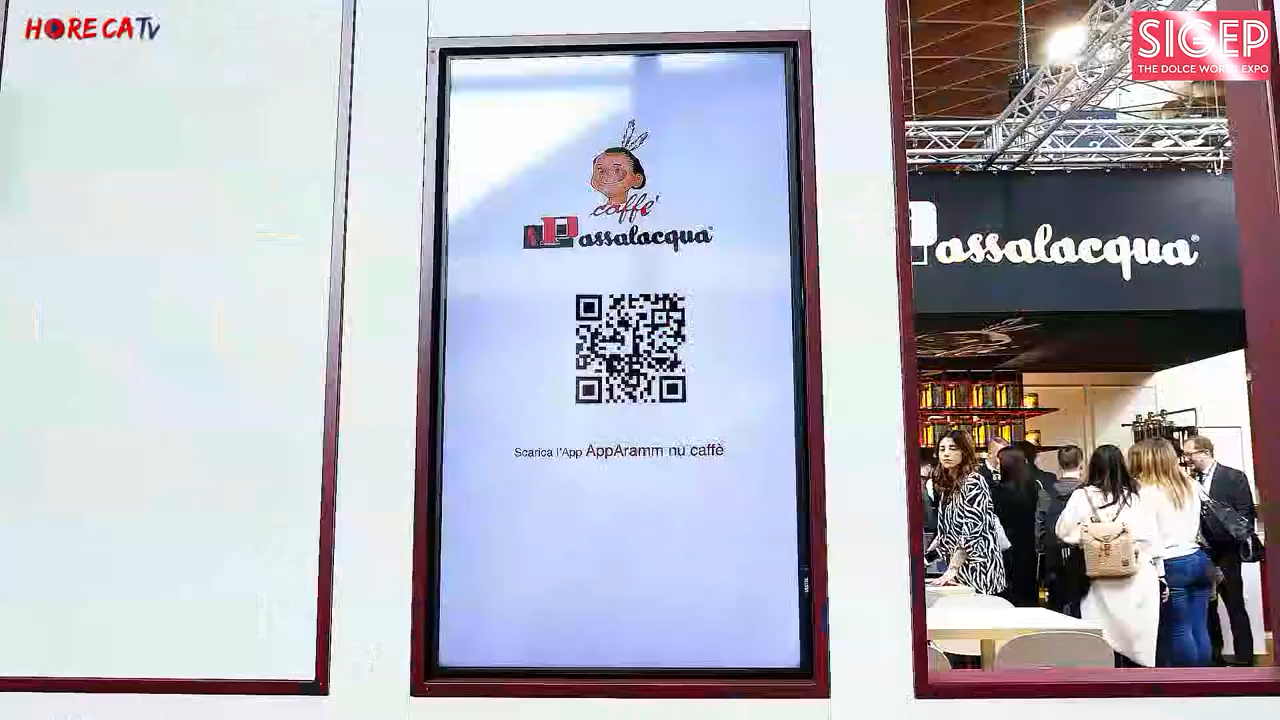 HORECATV
SIGEP
THE DOLCE WORLD EXPO
caffè
Passalacqua
Scarica l'App AppAramm nu caffè
Passalacqua